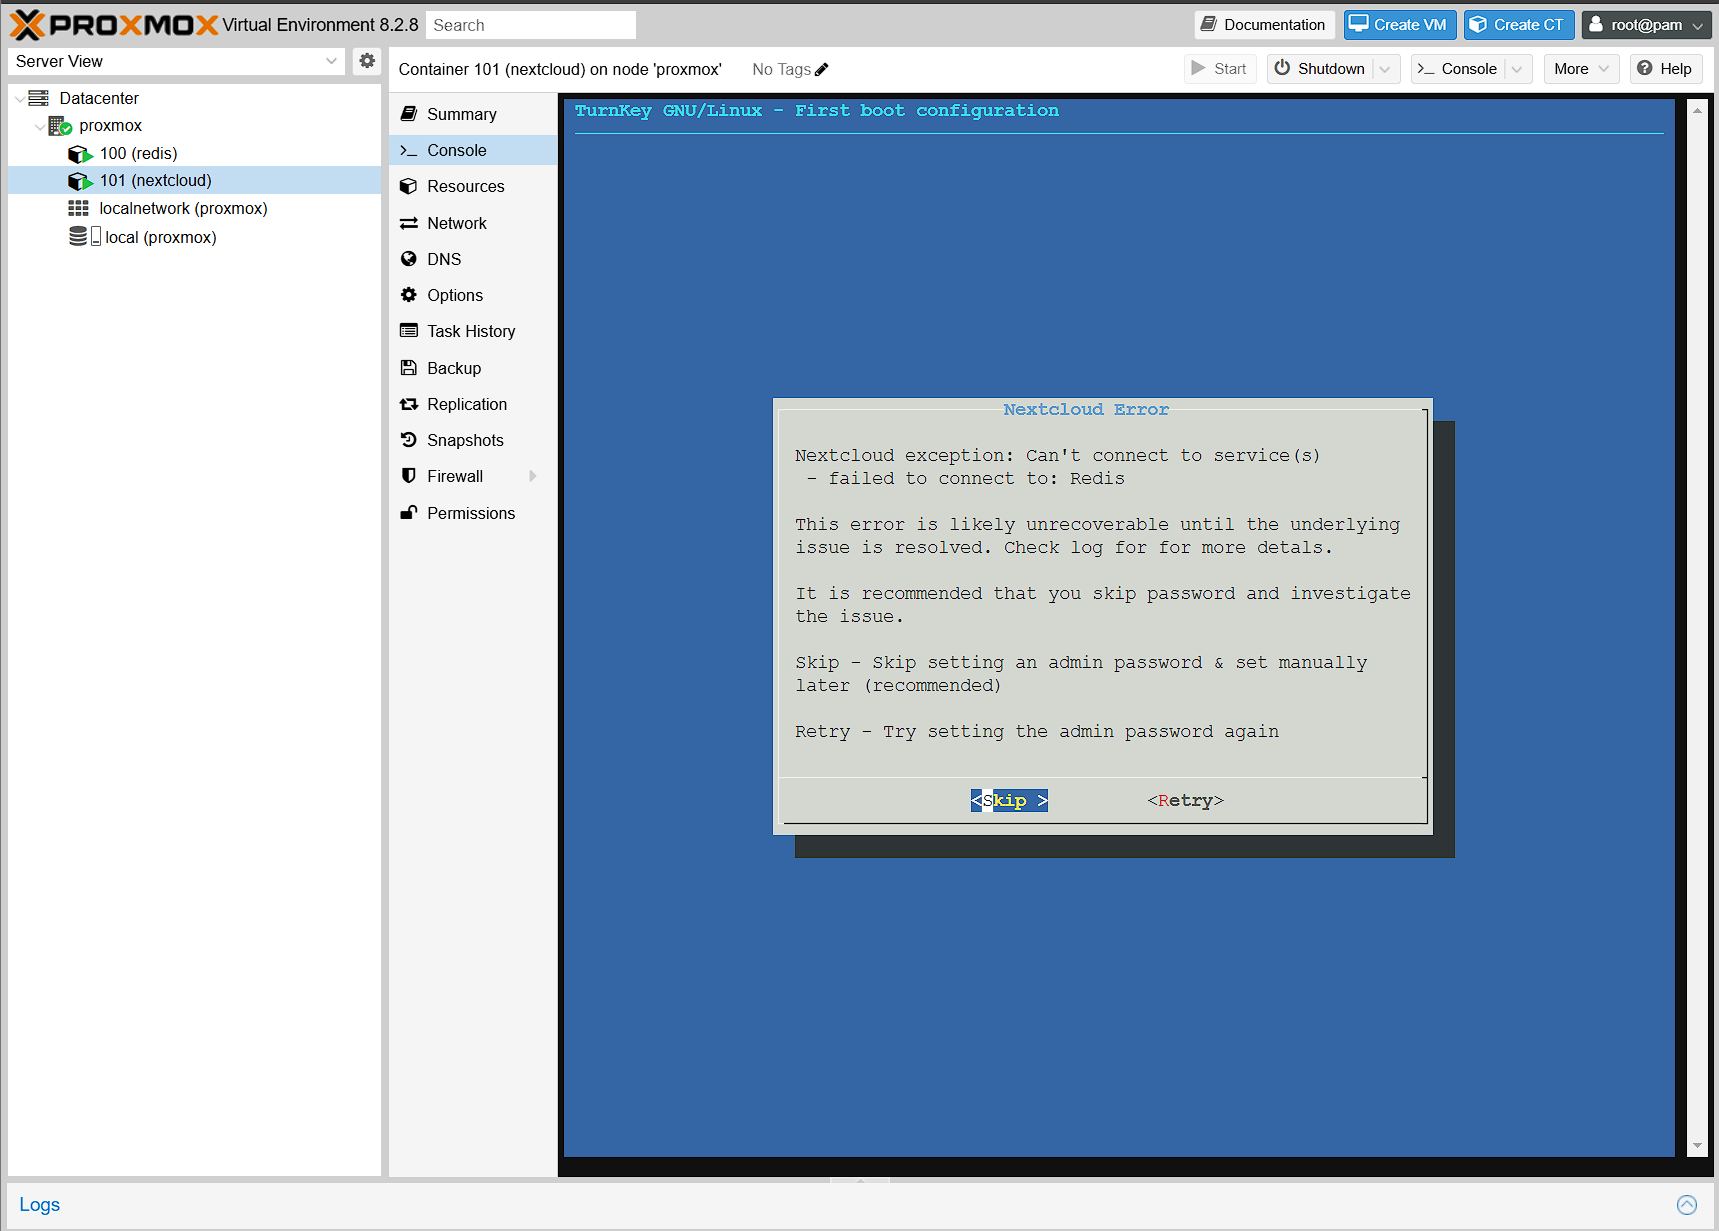 PROXMOX Virtual Environment 8.2.8 Search Documentation Create VM Create CT root@pam
Server View
Container 101 (nextcloud) on node 'proxmox' No Tags Start Shutdown >_ Console More Help
Datacenter
proxmox
100 (redis)
101 (nextcloud)
localnetwork (proxmox)
local (proxmox)
Summary
>_ Console
Resources
Network
DNS
Options
Task History
Backup
Replication
Snapshots
Firewall
Permissions
TurnKey GNU/Linux - First boot configuration
Nextcloud Error
Nextcloud exception: Can't connect to service(s)
- failed to connect to: Redis
This error is likely unrecoverable until the underlying
issue is resolved. Check log for for more detals.
It is recommended that you skip password and investigate
the issue.
Skip - Skip setting an admin password & set manually
later (recommended)
Retry - Try setting the admin password again
<Skip > <Retry>
Logs